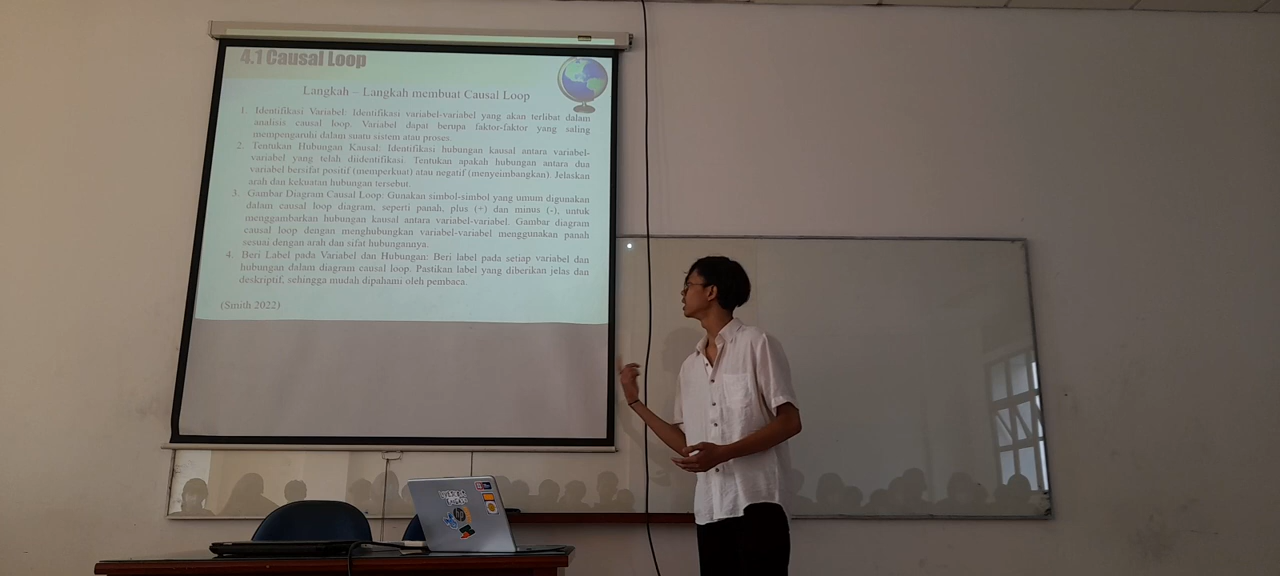 4.1 Causal Loop
Langkah – Langkah membuat Causal Loop
1. Identifikasi Variabel: Identifikasi variabel-variabel yang akan terlibat dalam
analisis causal loop. Variabel dapat berupa faktor-faktor yang saling
mempengaruhi dalam suatu sistem atau proses.
2. Tentukan Hubungan Kausal: Identifikasi hubungan kausal antara variabel-
variabel yang telah diidentifikasi. Tentukan apakah hubungan antara dua
variabel bersifat positif (memperkuat) atau negatif (menyeimbangkan). Jelaskan
arah dan kekuatan hubungan tersebut.
3. Gambar Diagram Causal Loop: Gunakan simbol-simbol yang umum digunakan
dalam causal loop diagram, seperti panah, plus (+) dan minus (-), untuk
menggambarkan hubungan kausal antara variabel-variabel. Gambar diagram
causal loop dengan menghubungkan variabel-variabel menggunakan panah
sesuai dengan arah dan sifat hubungannya.
4. Beri Label pada Variabel dan Hubungan: Beri label pada setiap variabel dan
hubungan dalam diagram causal loop. Pastikan label yang diberikan jelas dan
deskriptif, sehingga mudah dipahami oleh pembaca.
(Smith 2022)
hp